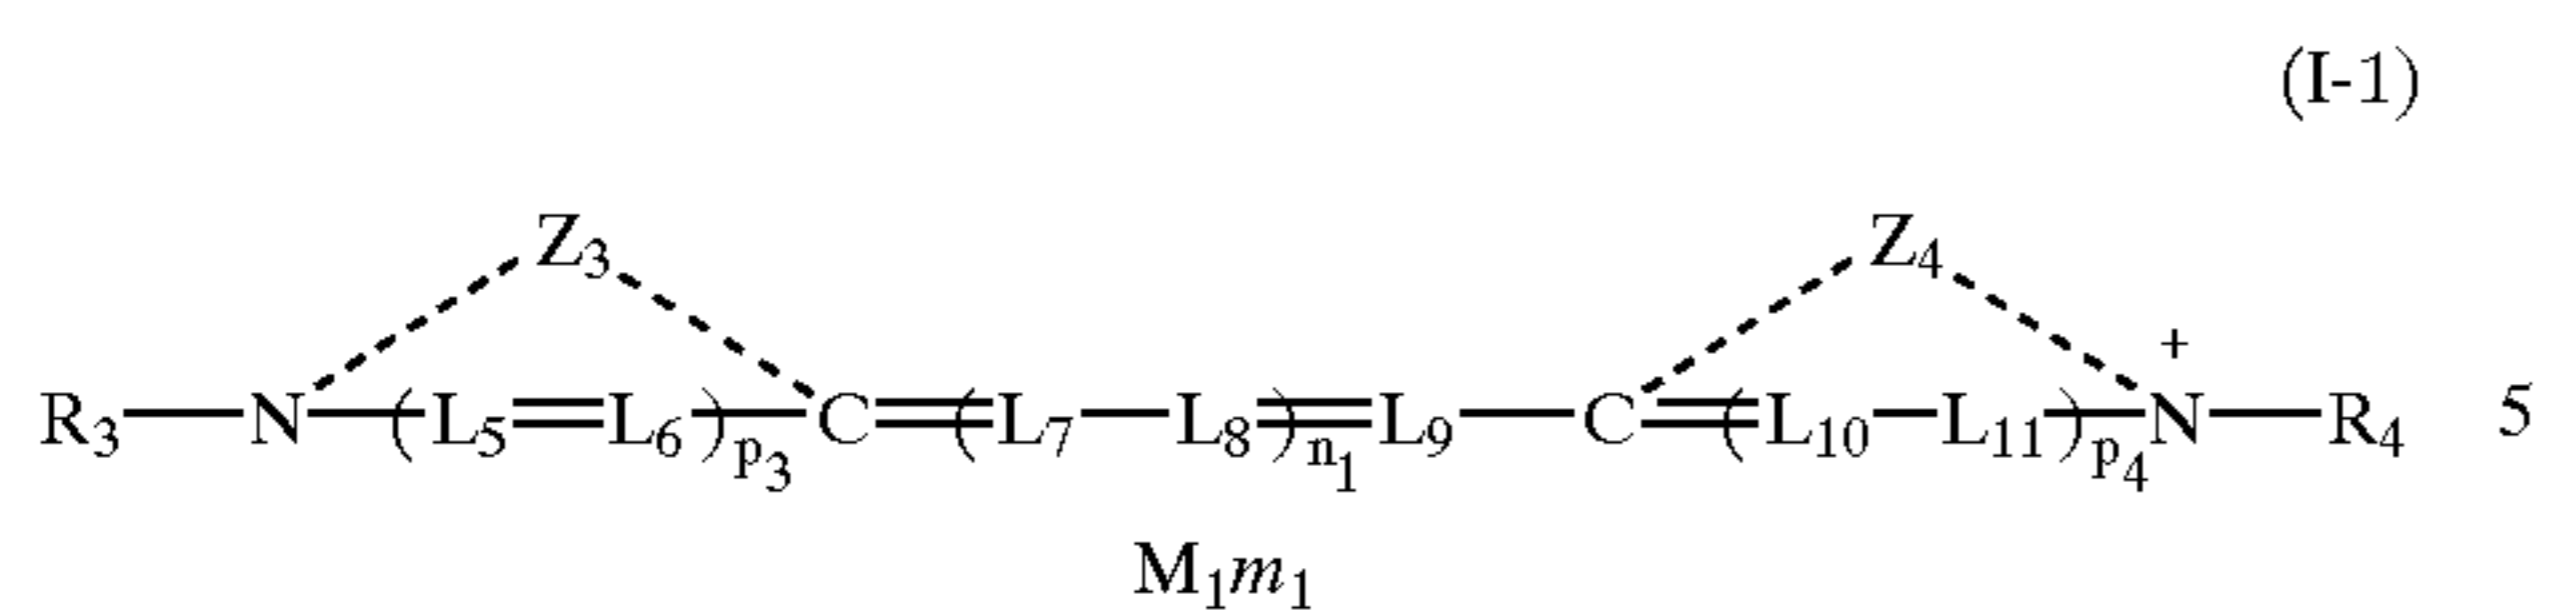 (I-1)
Z3 Z4
R3—N—(L5=L6)p3—C=(L7—L8)n1=L9—C=(L10—L11)p4—N+—R4 5
M1m1